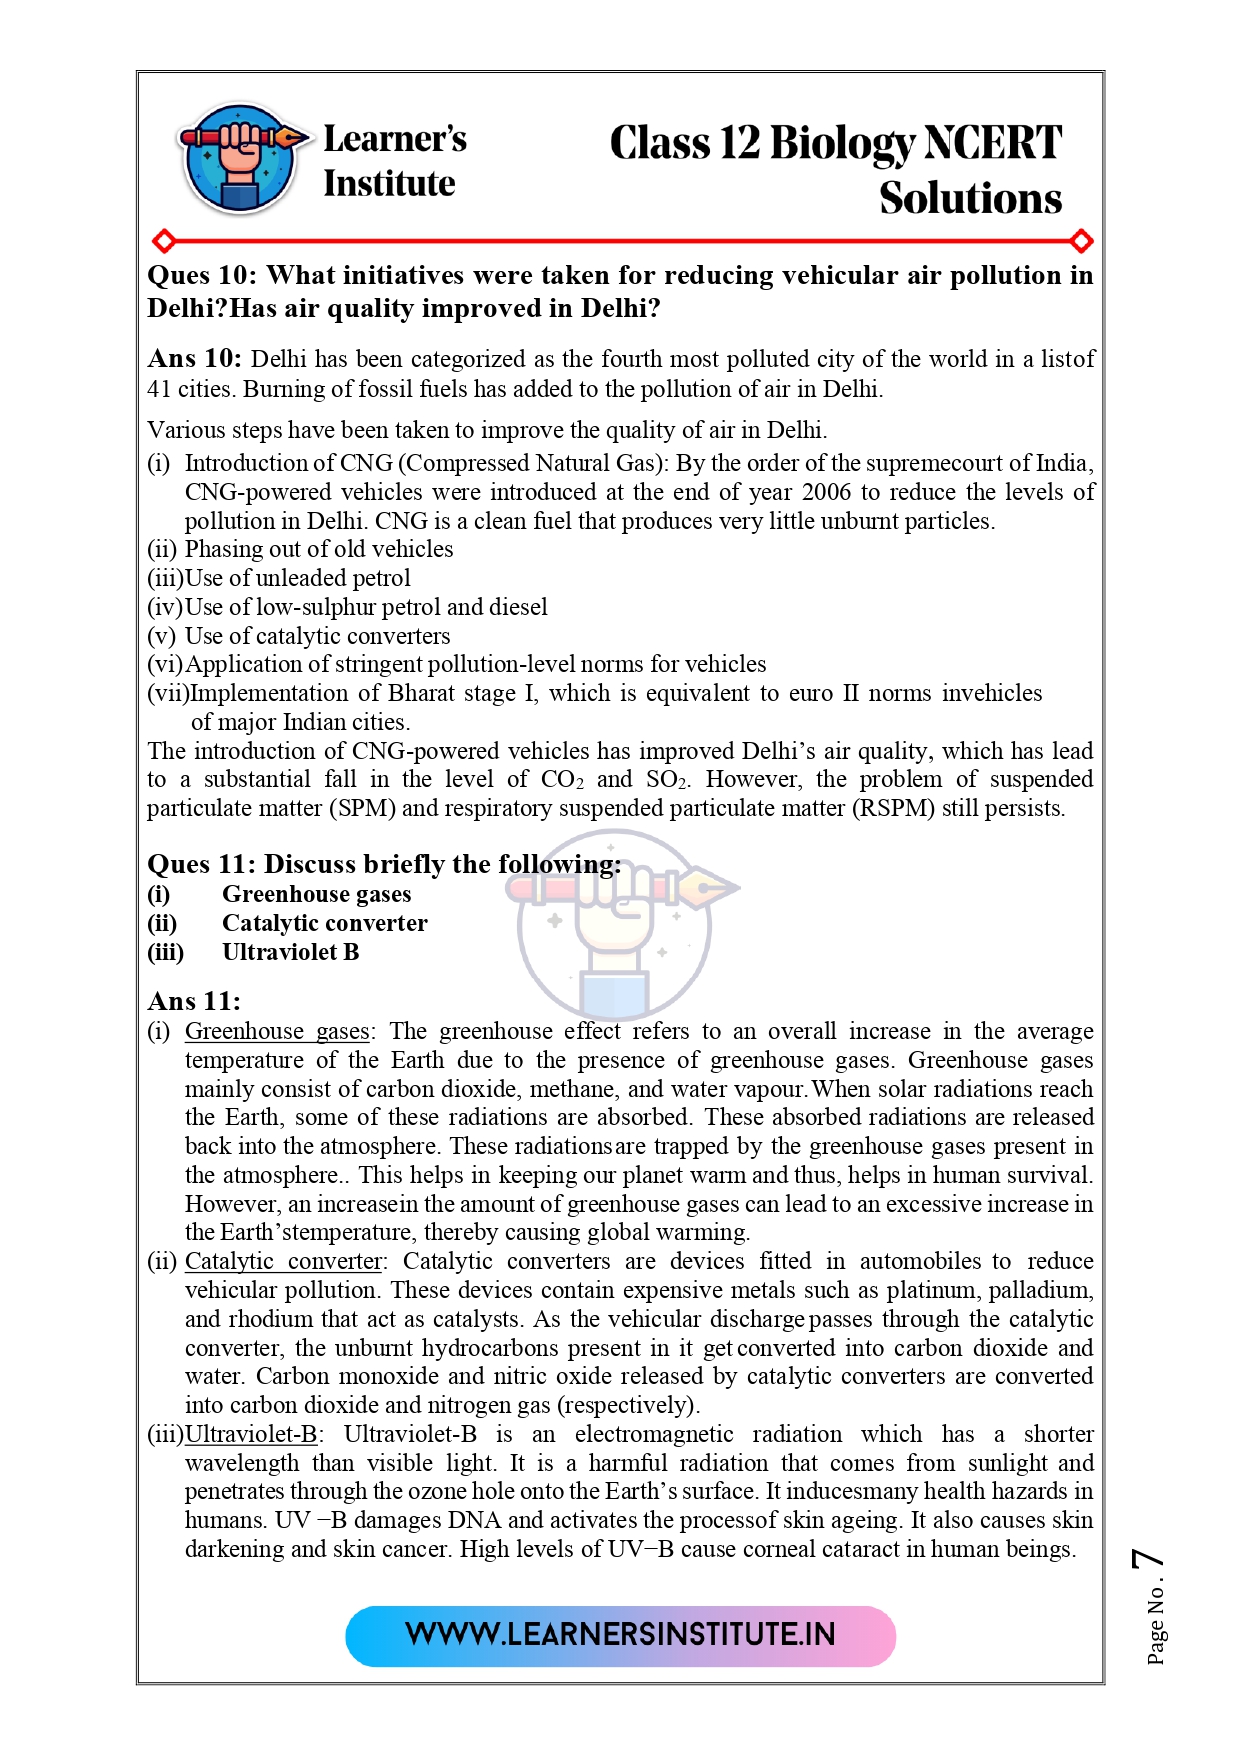 Learner's
Institute
Class 12 Biology NCERT
Solutions
Ques 10: What initiatives were taken for reducing vehicular air pollution in
Delhi?Has air quality improved in Delhi?
Ans 10: Delhi has been categorized as the fourth most polluted city of the world in a listof
41 cities. Burning of fossil fuels has added to the pollution of air in Delhi.
Various steps have been taken to improve the quality of air in Delhi.
(i) Introduction of CNG (Compressed Natural Gas): By the order of the supremecourt of India,
CNG-powered vehicles were introduced at the end of year 2006 to reduce the levels of
pollution in Delhi. CNG is a clean fuel that produces very little unburnt particles.
(ii) Phasing out of old vehicles
(iii)Use of unleaded petrol
(iv)Use of low-sulphur petrol and diesel
(v) Use of catalytic converters
(vi)Application of stringent pollution-level norms for vehicles
(vii)Implementation of Bharat stage I, which is equivalent to euro II norms invehicles
of major Indian cities.
The introduction of CNG-powered vehicles has improved Delhi's air quality, which has lead
to a substantial fall in the level of CO₂ and SO₂. However, the problem of suspended
particulate matter (SPM) and respiratory suspended particulate matter (RSPM) still persists.
Ques 11: Discuss briefly the following:
(i) Greenhouse gases
(ii) Catalytic converter
(iii) Ultraviolet B
Ans 11:
(i) Greenhouse gases: The greenhouse effect refers to an overall increase in the average
temperature of the Earth due to the presence of greenhouse gases. Greenhouse gases
mainly consist of carbon dioxide, methane, and water vapour.When solar radiations reach
the Earth, some of these radiations are absorbed. These absorbed radiations are released
back into the atmosphere. These radiationsare trapped by the greenhouse gases present in
the atmosphere.. This helps in keeping our planet warm and thus, helps in human survival.
However, an increasein the amount of greenhouse gases can lead to an excessive increase in
the Earth'stemperature, thereby causing global warming.
(ii) Catalytic converter: Catalytic converters are devices fitted in automobiles to reduce
vehicular pollution. These devices contain expensive metals such as platinum, palladium,
and rhodium that act as catalysts. As the vehicular discharge passes through the catalytic
converter, the unburnt hydrocarbons present in it get converted into carbon dioxide and
water. Carbon monoxide and nitric oxide released by catalytic converters are converted
into carbon dioxide and nitrogen gas (respectively).
(iii)Ultraviolet-B: Ultraviolet-B is an electromagnetic radiation which has a shorter
wavelength than visible light. It is a harmful radiation that comes from sunlight and
penetrates through the ozone hole onto the Earth's surface. It inducesmany health hazards in
humans. UV −B damages DNA and activates the processof skin ageing. It also causes skin
darkening and skin cancer. High levels of UV−B cause corneal cataract in human beings.
WWW.LEARNERSINSTITUTE.IN
Page No. 7